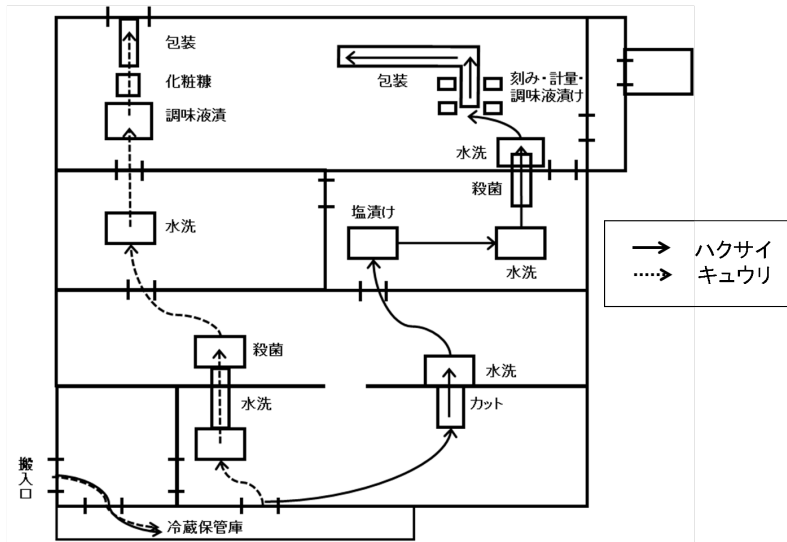 包装
化粧糠
調味液漬
包装
刻み・計量・
調味液漬け
水洗
殺菌
水洗
塩漬け
水洗
ハクサイ
キュウリ
殺菌
水洗
水洗
カット
搬入口
冷蔵保管庫